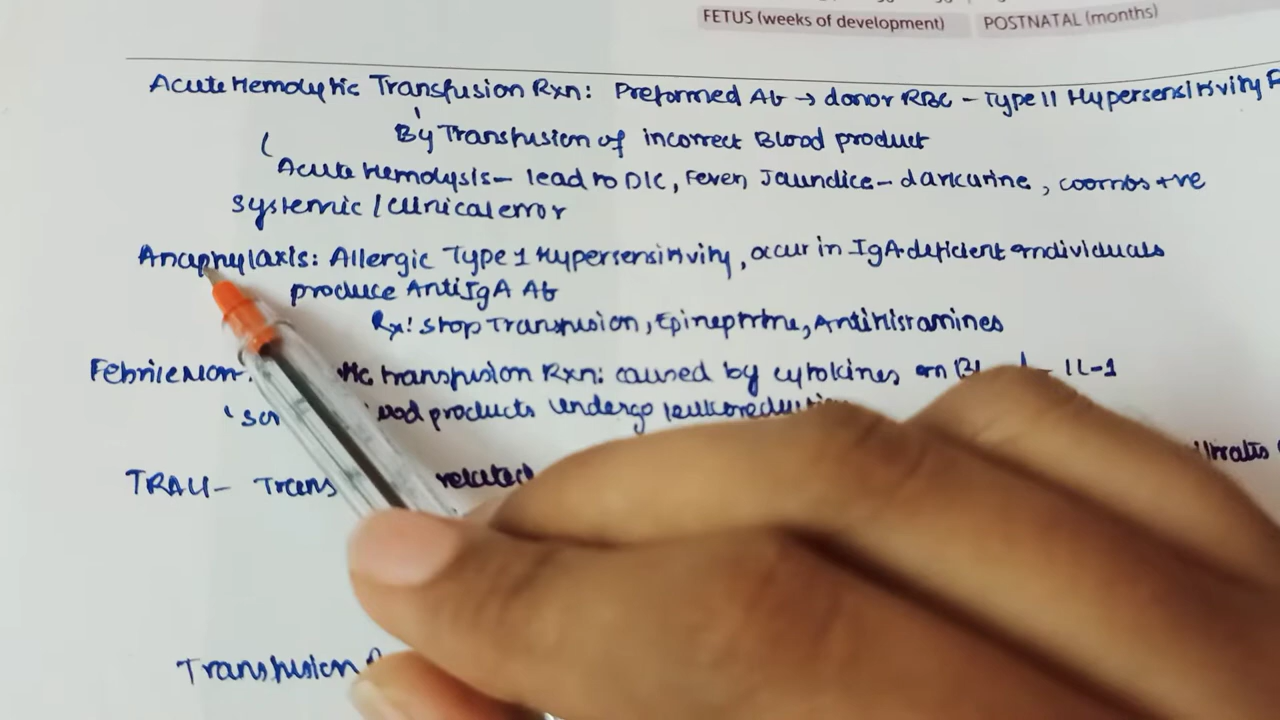 FETUS (weeks of development) POSTNATAL (months)
Acute Hemolytic Transfusion Rxn: Preformed Ab → donor RBC - Type II Hypersensitivity
By Transfusion of incorrect Blood product
Acute Hemolysis - lead to DIC, Fever, Jaundice - dark urine, coombs +ve
Systemic / clinical error
Anaphylaxis: Allergic Type 1 Hypersensitivity, occur in IgA deficient individuals
produce Anti IgA Ab
Rx: Stop Transfusion, Epinephrine, Antihistamines
Febrile Non transfusion Rxn: caused by cytokines IL-1
products undergo leukoreduction
TRALI - Trans related
Transfusion